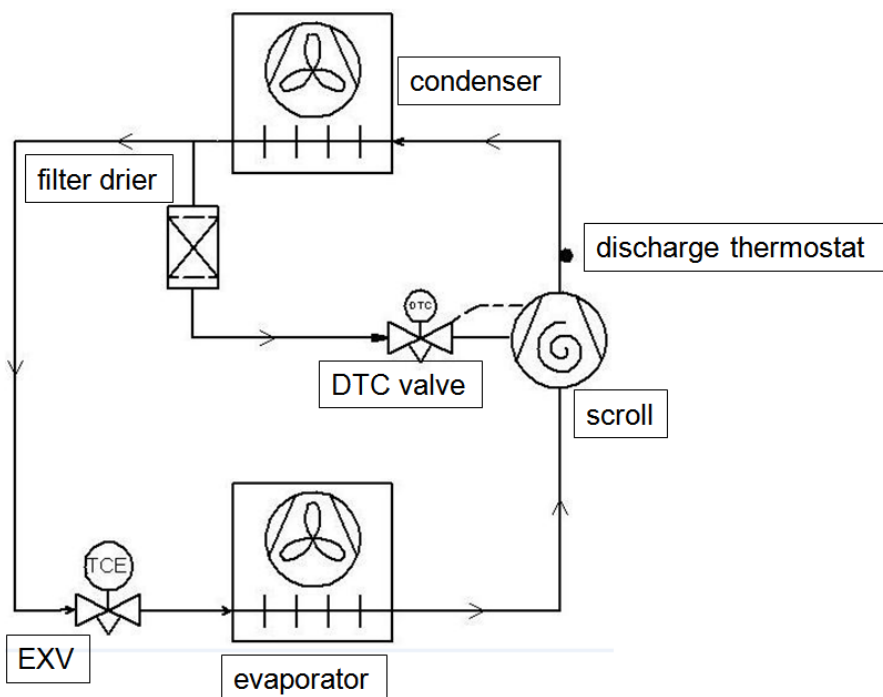 condenser
filter drier
discharge thermostat
DTC
DTC valve
scroll
TCE
EXV
evaporator